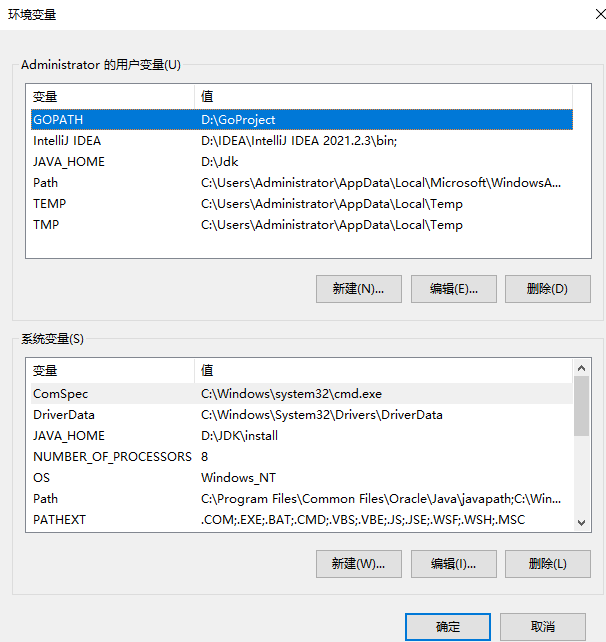 环境变量
Administrator 的用户变量(U)
变量 值
GOPATH D:\GoProject
IntelliJ IDEA D:\IDEA\IntelliJ IDEA 2021.2.3\bin;
JAVA_HOME D:\Jdk
Path C:\Users\Administrator\AppData\Local\Microsoft\WindowsA...
TEMP C:\Users\Administrator\AppData\Local\Temp
TMP C:\Users\Administrator\AppData\Local\Temp
新建(N)... 编辑(E)... 删除(D)
系统变量(S)
变量 值
ComSpec C:\Windows\system32\cmd.exe
DriverData C:\Windows\System32\Drivers\DriverData
JAVA_HOME D:\JDK\install
NUMBER_OF_PROCESSORS 8
OS Windows_NT
Path C:\Program Files\Common Files\Oracle\Java\javapath;C:\Win...
PATHEXT .COM;.EXE;.BAT;.CMD;.VBS;.VBE;.JS;.JSE;.WSF;.WSH;.MSC
新建(W)... 编辑(I)... 删除(L)
确定 取消